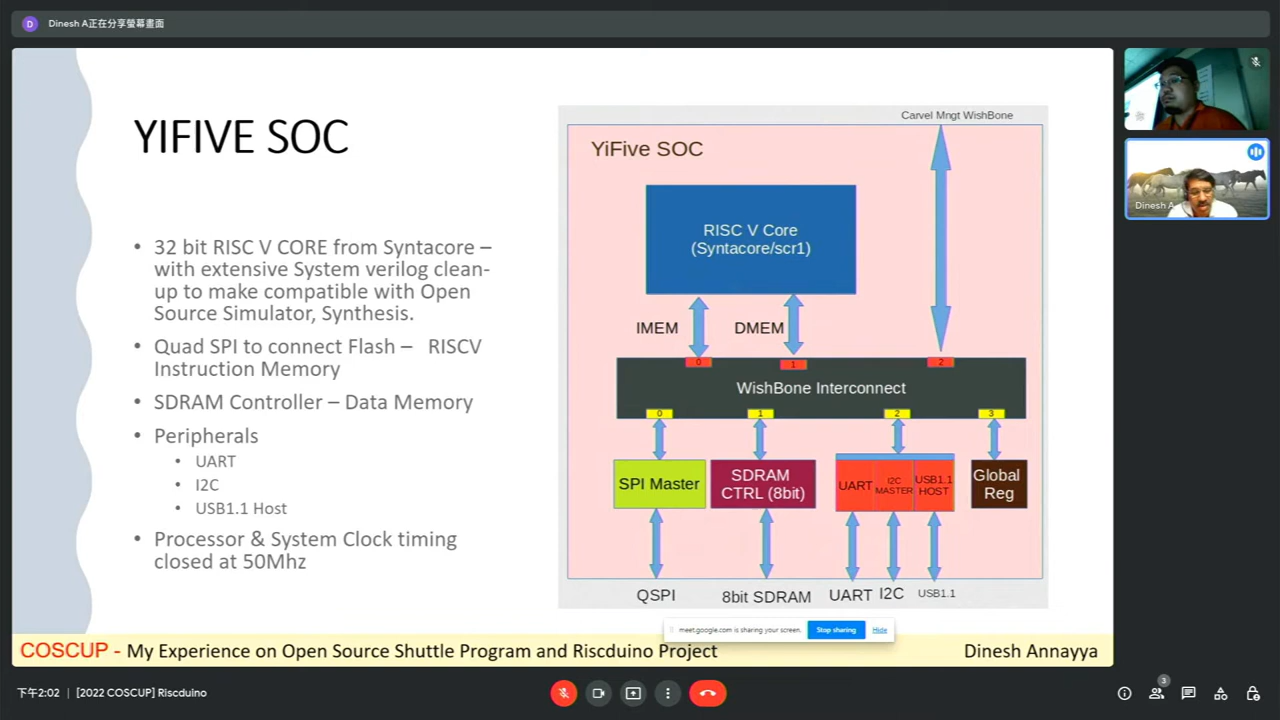 D Dinesh A正在分享螢幕畫面
YIFIVE SOC
• 32 bit RISC V CORE from Syntacore –
with extensive System verilog clean-
up to make compatible with Open
Source Simulator, Synthesis.
• Quad SPI to connect Flash – RISCV
Instruction Memory
• SDRAM Controller – Data Memory
• Peripherals
• UART
• I2C
• USB1.1 Host
• Processor & System Clock timing
closed at 50Mhz
Carvel Mngt WishBone
YiFive SOC
RISC V Core
(Syntacore/scr1)
IMEM DMEM
0 1 2
WishBone Interconnect
0 1 2 3
SPI Master
SDRAM
CTRL (8bit)
UART
I2C
MASTER
USB1.1
HOST
Global
Reg
QSPI 8bit SDRAM UART I2C USB1.1
meet.google.com is sharing your screen. Stop sharing Hide
COSCUP - My Experience on Open Source Shuttle Program and Riscduino Project Dinesh Annayya
Dinesh A
下午2:02 | [2022 COSCUP] Riscduino
3